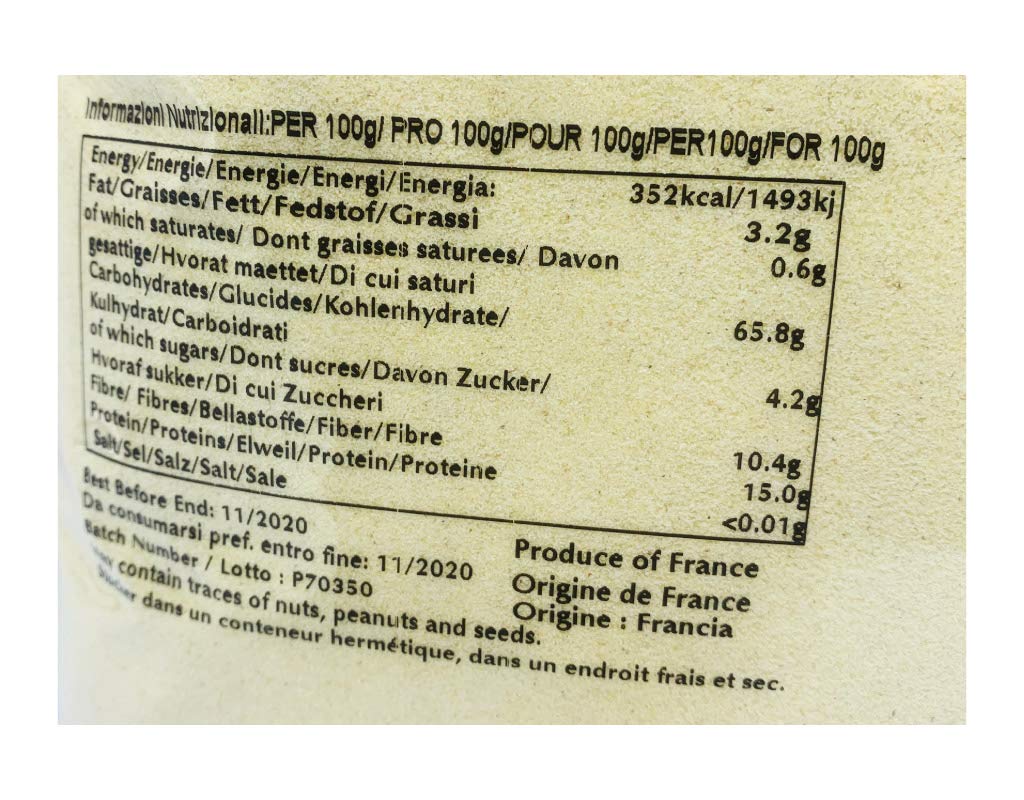 Informazioni Nutrizionali:PER 100g/ PRO 100g/POUR 100g/PER100g/FOR 100g
Energy/Energie/Energie/Energi/Energia: 352kcal/1493kj
Fat/Graisses/Fett/Fedstof/Grassi 3.2g
of which saturates/ Dont graisses saturees/ Davon 0.6g
gesattige/Hvorat maettet/Di cui saturi
Carbohydrates/Glucides/Kohlenhydrate/ 65.8g
Kulhydrat/Carboidrati
of which sugars/Dont sucres/Davon Zucker/ 4.2g
Hvoraf sukker/Di cui Zuccheri
Fibre/ Fibres/Bellastoffe/Fiber/Fibre 10.4g
Protein/Proteins/Elweil/Protein/Proteine 15.0g
Salt/Sel/Salz/Salt/Sale <0.01g
Best Before End: 11/2020
Da consumarsi pref. entro fine: 11/2020
Batch Number / Lotto : P70350
Produce of France
Origine de France
Origine : Francia
contain traces of nuts, peanuts and seeds.
dans un conteneur hermétique, dans un endroit frais et sec.